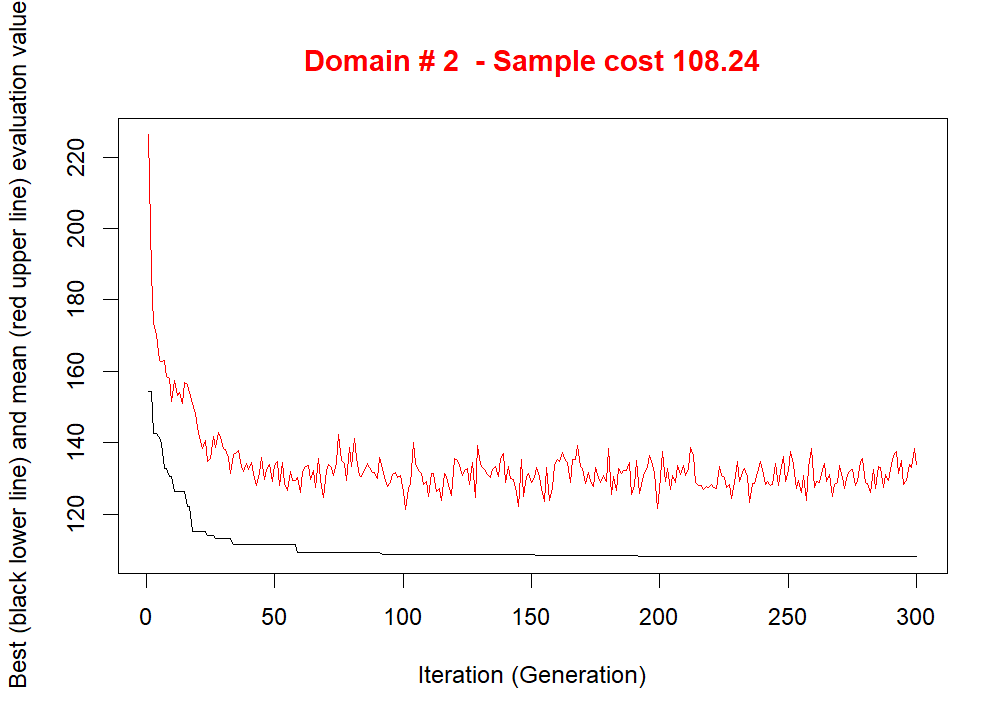 Domain # 2  - Sample cost 108.24
Best (black lower line) and mean (red upper line) evaluation value
220
200
180
160
140
120
0 50 100 150 200 250 300
Iteration (Generation)